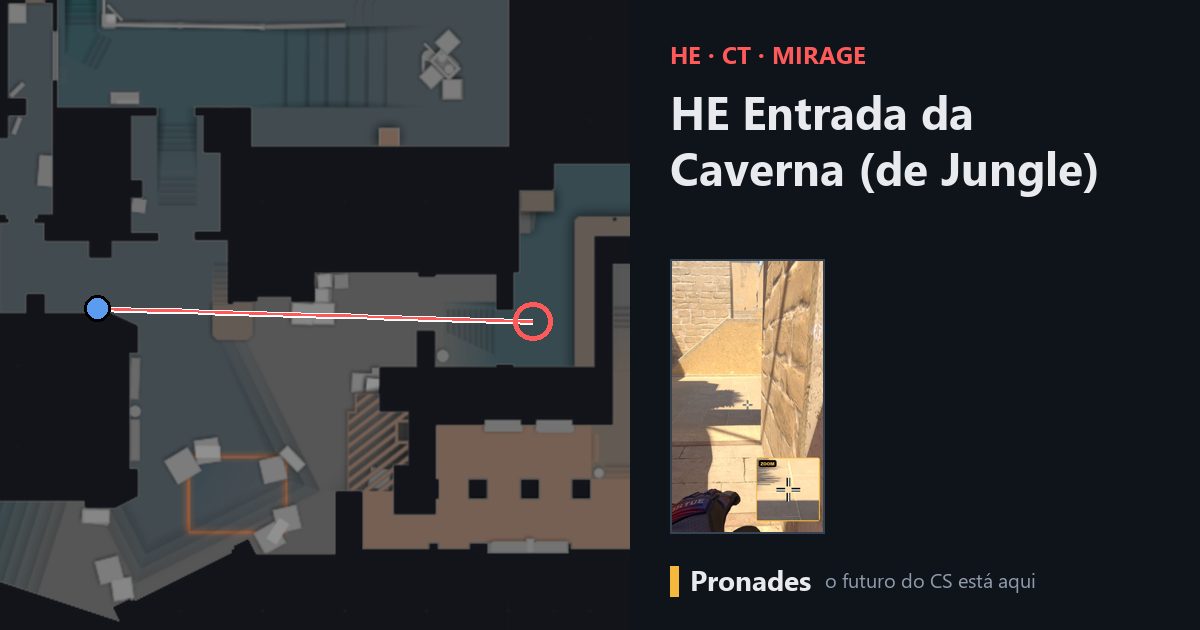 HE · CT · MIRAGE
HE Entrada da
Caverna (de Jungle)
ZOOM
Pronades o futuro do CS está aqui